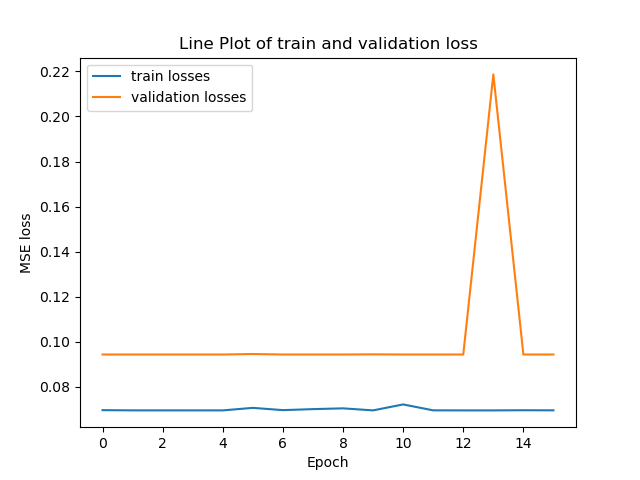 Line Plot of train and validation loss
train losses
validation losses
MSE loss
0.22
0.20
0.18
0.16
0.14
0.12
0.10
0.08
0 2 4 6 8 10 12 14
Epoch